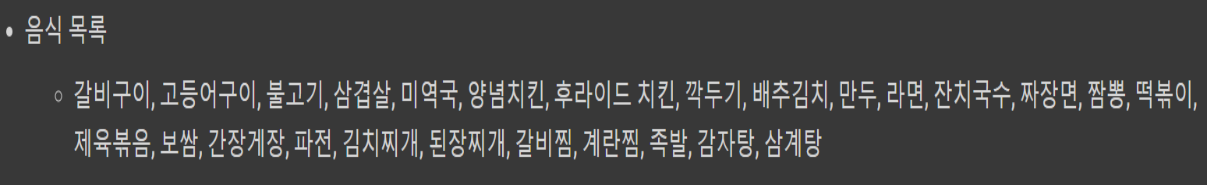 • 음식 목록
○ 갈비구이, 고등어구이, 불고기, 삼겹살, 미역국, 양념치킨, 후라이드 치킨, 깍두기, 배추김치, 만두, 라면, 잔치국수, 짜장면, 짬뽕, 떡볶이,
제육볶음, 보쌈, 간장게장, 파전, 김치찌개, 된장찌개, 갈비찜, 계란찜, 족발, 감자탕, 삼계탕